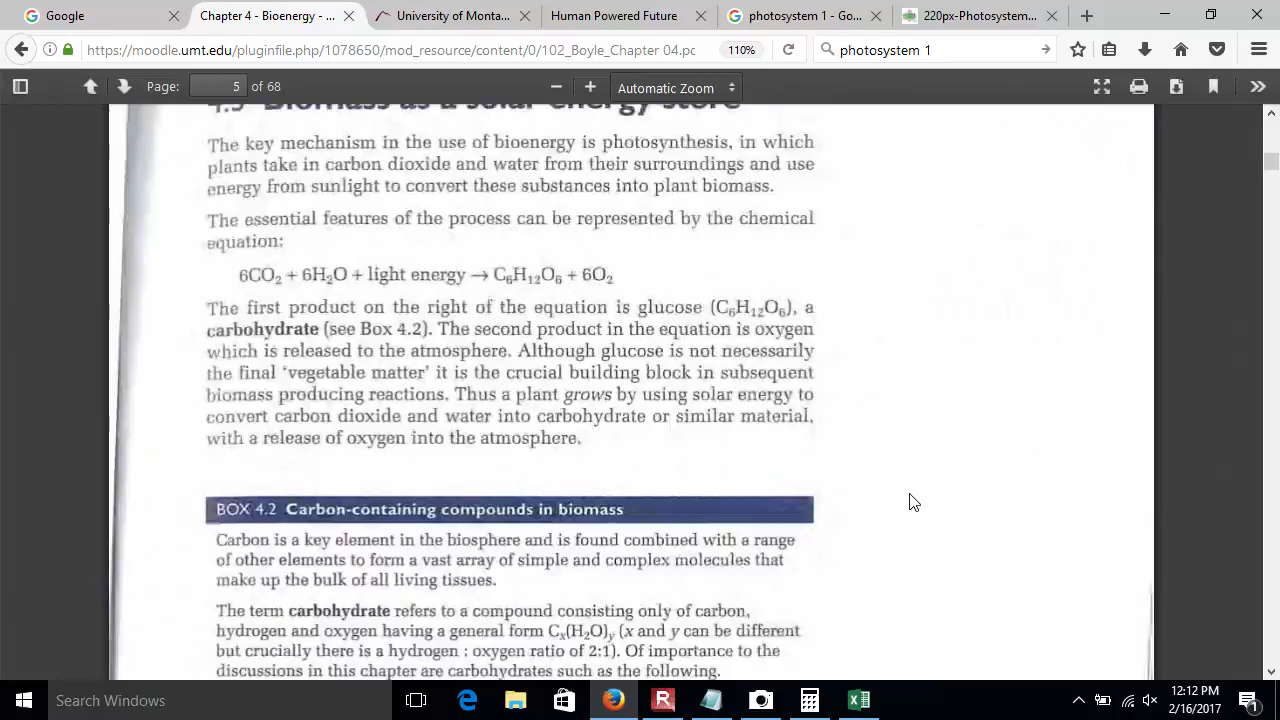 Google
Chapter 4 - Bioenergy - ...
University of Monta...
Human Powered Future
photosystem 1 - Go...
220px-Photosystem...
https://moodle.umt.edu/pluginfile.php/1078650/mod_resource/content/0/102_Boyle_Chapter 04.pc
110%
photosystem 1
Page: 5 of 68
Automatic Zoom
4.3 Biomass as a solar energy store
The key mechanism in the use of bioenergy is photosynthesis, in which
plants take in carbon dioxide and water from their surroundings and use
energy from sunlight to convert these substances into plant biomass.
The essential features of the process can be represented by the chemical
equation:
6CO₂ + 6H₂O + light energy → C₆H₁₂O₆ + 6O₂
The first product on the right of the equation is glucose (C₆H₁₂O₆), a
carbohydrate (see Box 4.2). The second product in the equation is oxygen
which is released to the atmosphere. Although glucose is not necessarily
the final ‘vegetable matter’ it is the crucial building block in subsequent
biomass producing reactions. Thus a plant grows by using solar energy to
convert carbon dioxide and water into carbohydrate or similar material,
with a release of oxygen into the atmosphere.
BOX 4.2 Carbon-containing compounds in biomass
Carbon is a key element in the biosphere and is found combined with a range
of other elements to form a vast array of simple and complex molecules that
make up the bulk of all living tissues.
The term carbohydrate refers to a compound consisting only of carbon,
hydrogen and oxygen having a general form Cₓ(H₂O)ᵧ (x and y can be different
but crucially there is a hydrogen : oxygen ratio of 2:1). Of importance to the
discussions in this chapter are carbohydrates such as the following.
Search Windows
12:12 PM
2/16/2017
1